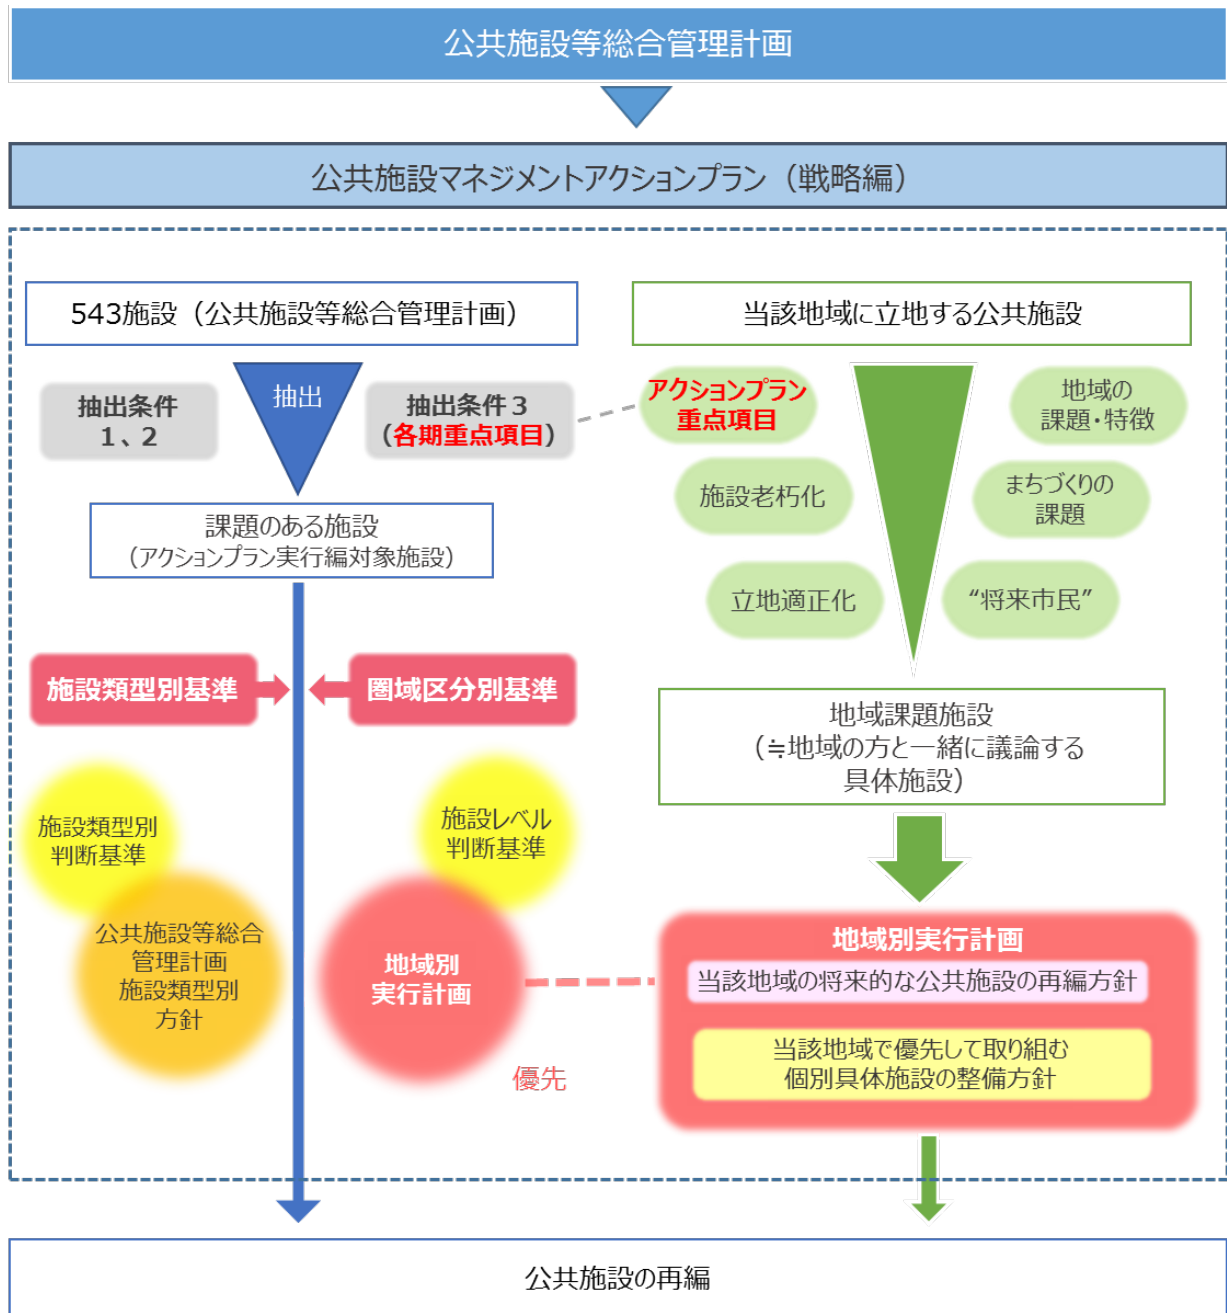 公共施設等総合管理計画
公共施設マネジメントアクションプラン（戦略編）
543施設（公共施設等総合管理計画）
抽出条件
1、2
抽出
抽出条件３
（各期重点項目）
課題のある施設
（アクションプラン実行編対象施設）
施設類型別基準
圏域区分別基準
施設類型別
判断基準
公共施設等総合
管理計画
施設類型別
方針
施設レベル
判断基準
地域別
実行計画
優先
当該地域に立地する公共施設
アクションプラン
重点項目
地域の
課題・特徴
施設老朽化
まちづくりの
課題
立地適正化
“将来市民”
地域課題施設
（≒地域の方と一緒に議論する
具体施設）
地域別実行計画
当該地域の将来的な公共施設の再編方針
当該地域で優先して取り組む
個別具体施設の整備方針
公共施設の再編